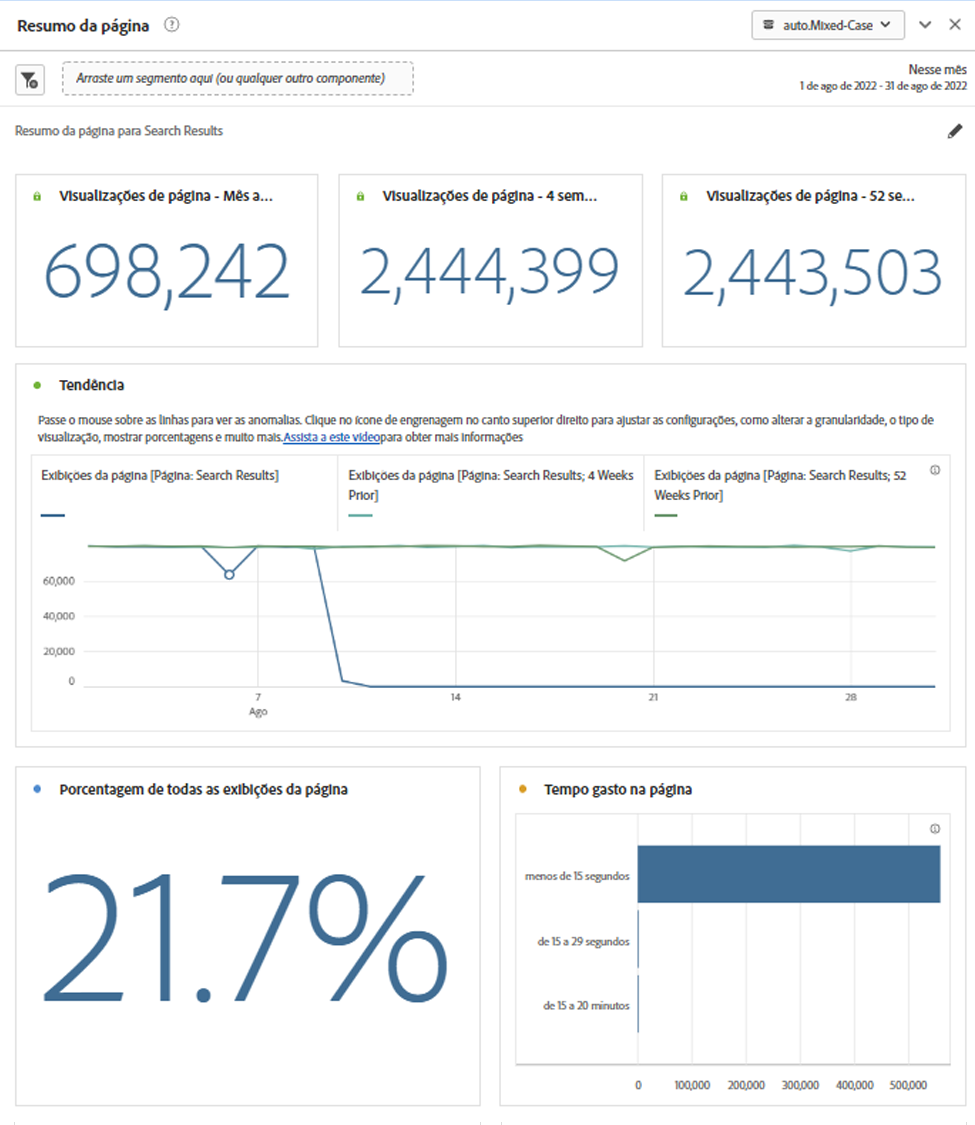 Resumo da página
auto.Mixed-Case
Arraste um segmento aqui (ou qualquer outro componente)
Nesse mês
1 de ago de 2022 - 31 de ago de 2022
Resumo da página para Search Results
Visualizações de página - Mês a...
698,242
Visualizações de página - 4 sem...
2,444,399
Visualizações de página - 52 se...
2,443,503
Tendência
Passe o mouse sobre as linhas para ver as anomalias. Clique no ícone de engrenagem no canto superior direito para ajustar as configurações, como alterar a granularidade, o tipo de
visualização, mostrar porcentagens e muito mais.Assista a este vídeopara obter mais informações
Exibições da página [Página: Search Results]
Exibições da página [Página: Search Results; 4 Weeks
Prior]
Exibições da página [Página: Search Results; 52
Weeks Prior]
60,000
40,000
20,000
0
7
Ago
14
21
28
Porcentagem de todas as exibições da página
21.7%
Tempo gasto na página
menos de 15 segundos
de 15 a 29 segundos
de 15 a 20 minutos
0
100,000
200,000
300,000
400,000
500,000